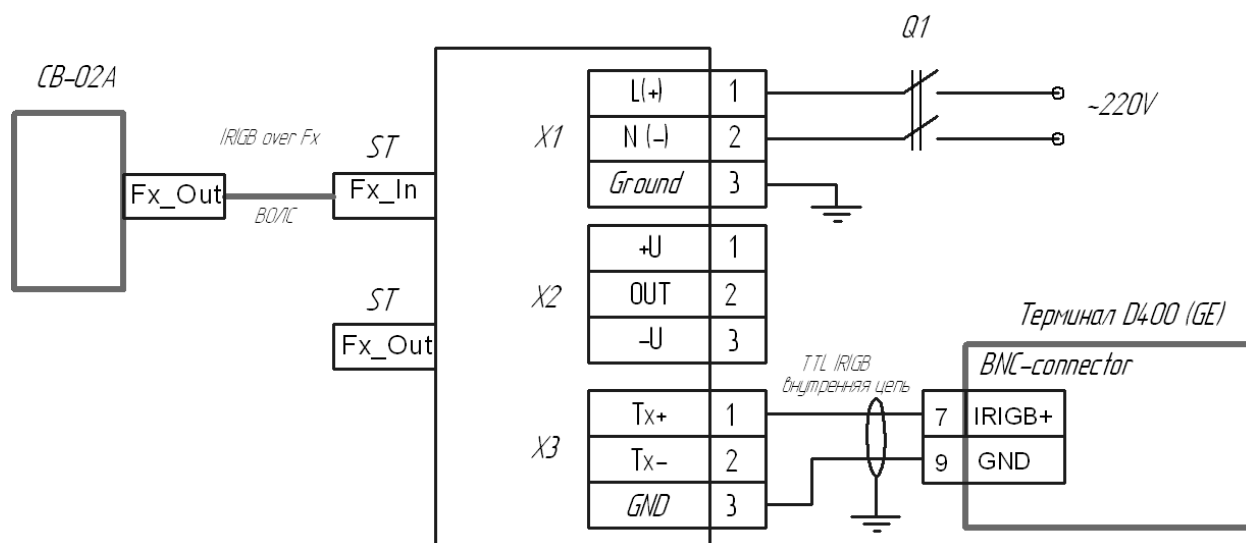 Q1
СВ-02А
~220V
X1
L(+)
1
N (-)
2
Ground
3
IRIGB over Fx
ST
Fx_Out
Fx_In
ВОЛС
X2
+U
1
OUT
2
-U
3
ST
Fx_Out
Терминал D400 (GE)
BNC-connector
TTL IRIGB
внутренняя цепь
X3
Tx+
1
Tx-
2
GND
3
7
IRIGB+
9
GND